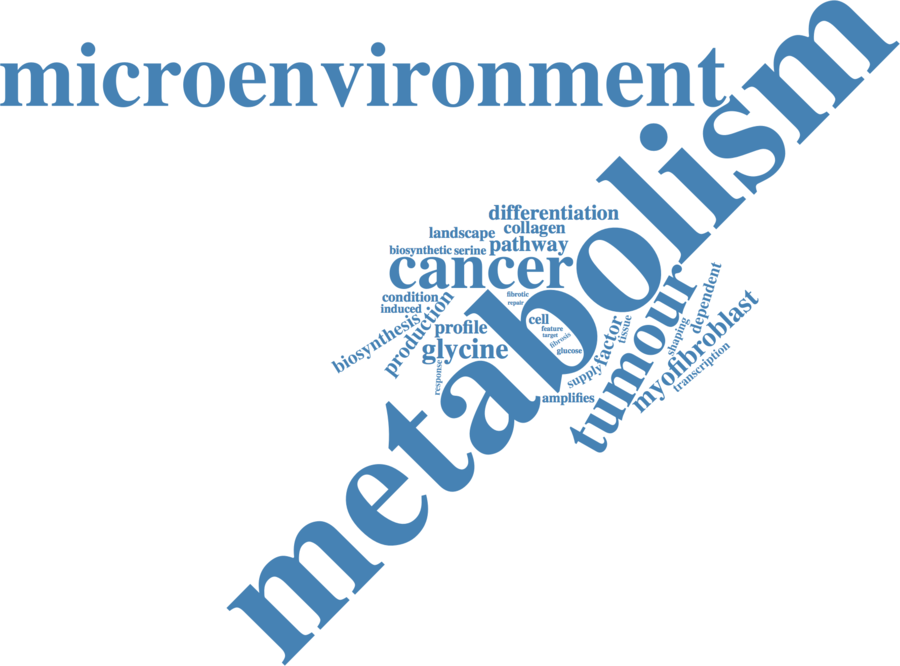 microenvironment
metabolism
differentiation
collagen
landscape
pathway
biosynthetic
serine
cancer
condition
induced
production
biosynthesis
profile
glycine
response
fibrotic
repair
cell
feature
target
fibrosis
glucose
amplifies
supply
factor
tissue
tumour
shaping
dependent
myofibroblast
transcription